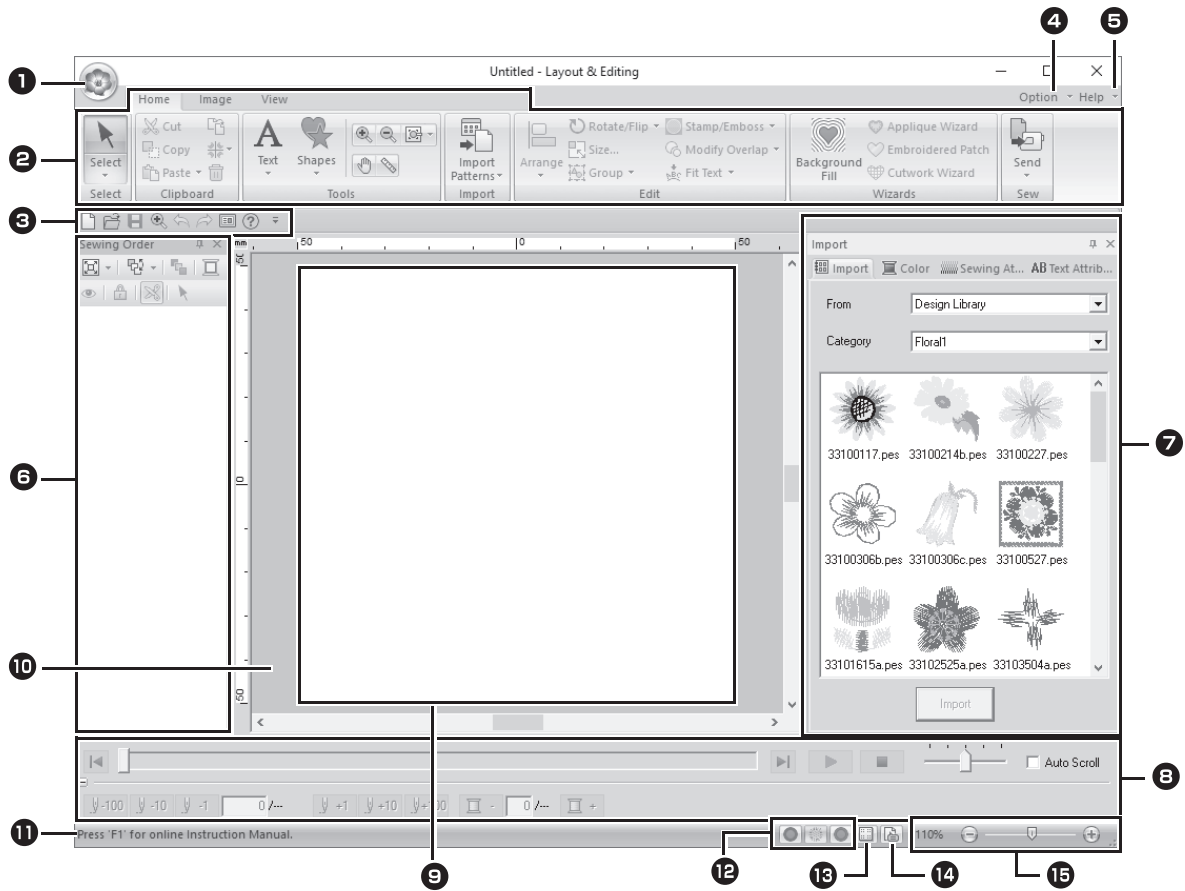 4 5
1 Untitled - Layout & Editing
Home Image View Option Help
2
Select Cut Copy Paste Text Shapes Import Patterns Arrange Rotate/Flip Size... Group Stamp/Emboss Modify Overlap Fit Text Background Fill Applique Wizard Embroidered Patch Cutwork Wizard Send
Select Clipboard Tools Import Edit Wizards Sew
3
Sewing Order mm 50 0 50 Import
Import Color Sewing At... AB Text Attrib...
From Design Library
Category Floral1
50
33100117.pes 33100214b.pes 33100227.pes
7
6 0
33100306b.pes 33100306c.pes 33100527.pes
10
33101615a.pes 33102525a.pes 33103504a.pes
50
Import
Auto Scroll
8
-100 -10 -1 0 /--- +1 +10 +100 - 0 /--- +
11 Press 'F1' for online Instruction Manual. 110%
9 12 13 14 15